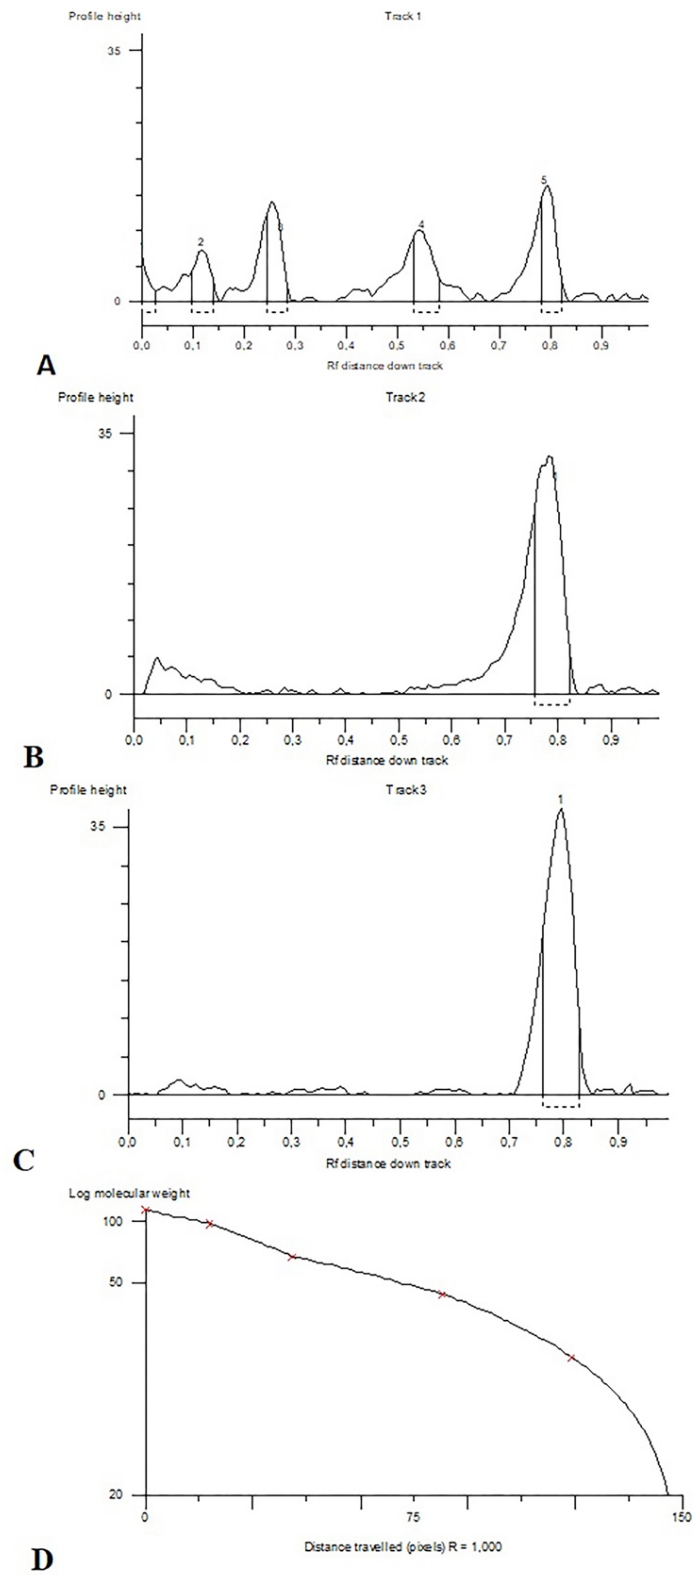 Profile height Track1
35
5
2 3 4
0
0,0 0,1 0,2 0,3 0,4 0,5 0,6 0,7 0,8 0,9
Rf distance down track
A
Profile height Track2
35
0
0,0 0,1 0,2 0,3 0,4 0,5 0,6 0,7 0,8 0,9
Rf distance down track
B
Profile height Track3
1
35
0
0,0 0,1 0,2 0,3 0,4 0,5 0,6 0,7 0,8 0,9
Rf distance down track
C
Log molecular weight
100
50
20
0 75 150
Distance travelled (pixels) R = 1,000
D